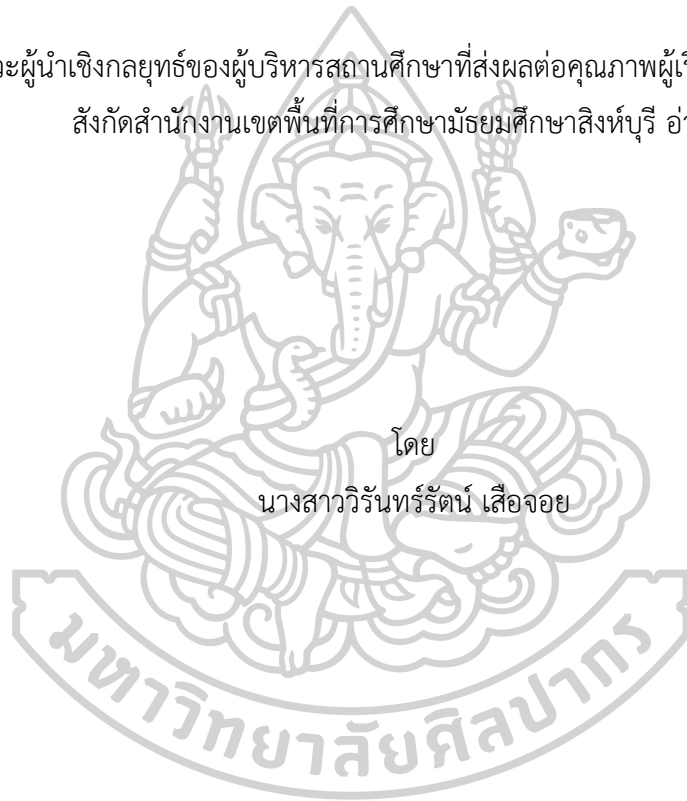 ผู้นำเชิงกลยุทธ์ของผู้บริหารสถานศึกษาที่ส่งผลต่อคุณภาพ
สังกัดสำนักงานเขตพื้นที่การศึกษามัธยมศึกษาสิงห์บุรี
โดย
นางสาววิรันทร์รัตน์ เสือจอย
มหาวิทยาลัยศิลปากร